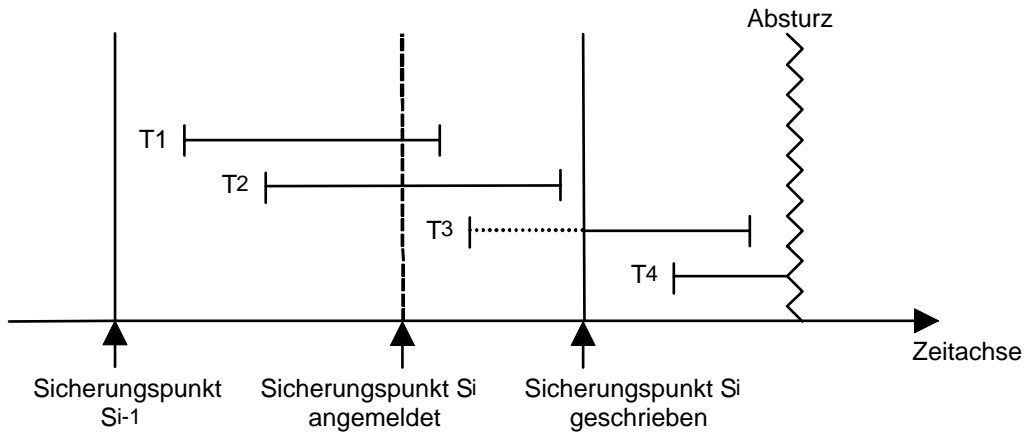 Absturz
T1
T2
T3
T4
Zeitachse
Sicherungspunkt
Si-1
Sicherungspunkt Si
angemeldet
Sicherungspunkt Si
geschrieben